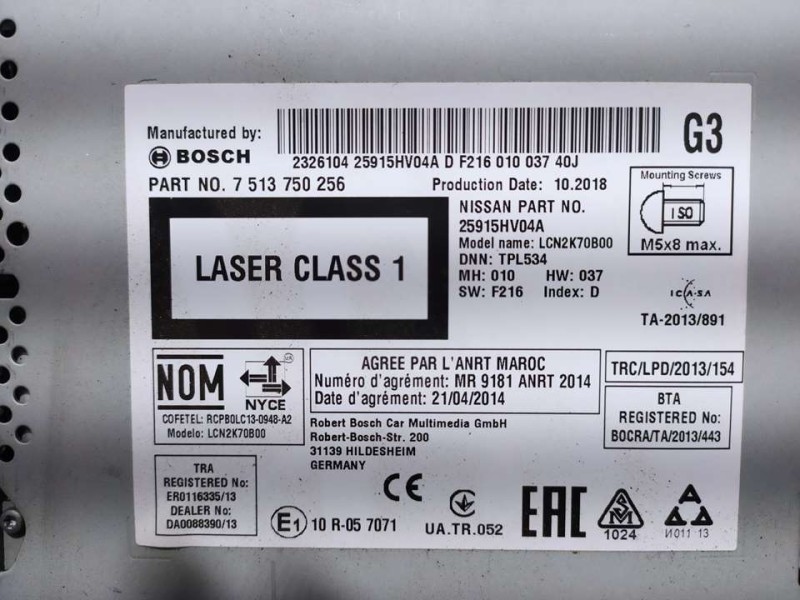 Manufactured by:
BOSCH
2326104 25915HV04A D F216 010 037 40J
G3
PART NO. 7 513 750 256
Production Date: 10.2018
Mounting Screws
ISO
M5x8 max.
LASER CLASS 1
NISSAN PART NO.
25915HV04A
Model name: LCN2K70B00
DNN: TPL534
MH: 010 HW: 037
SW: F216 Index: D
ICASA
TA-2013/891
NOM
NYCE
COFETEL: RCPBOLC13-0948-A2
Modelo: LCN2K70B00
AGREE PAR L'ANRT MAROC
Numéro d'agrément: MR 9181 ANRT 2014
Date d'agrément: 21/04/2014
TRC/LPD/2013/154
BTA
REGISTERED No:
BOCRA/TA/2013/443
Robert Bosch Car Multimedia GmbH
Robert-Bosch-Str. 200
31139 HILDESHEIM
GERMANY
TRA
REGISTERED No:
ER0116335/13
DEALER No:
DA0088390/13
CE
E1 10 R-05 7071
UA.TR.052
EAC
SM
1024
И011 13